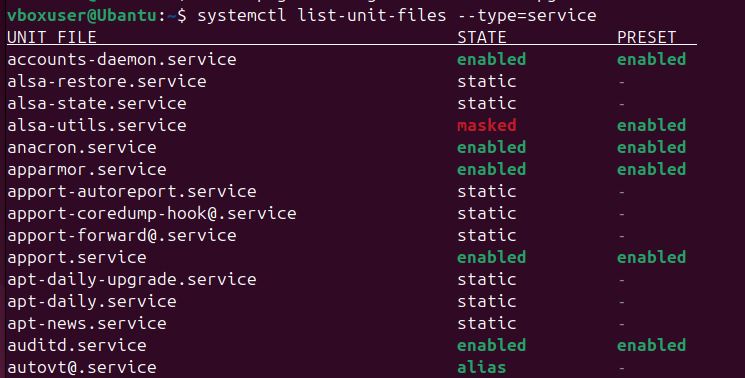 vboxuser@Ubantu:~$ systemctl list-unit-files --type=service
UNIT FILE STATE PRESET
accounts-daemon.service enabled enabled
alsa-restore.service static -
alsa-state.service static -
alsa-utils.service masked enabled
anacron.service enabled enabled
apparmor.service enabled enabled
apport-autoreport.service static -
apport-coredump-hook@.service static -
apport-forward@.service static -
apport.service enabled enabled
apt-daily-upgrade.service static -
apt-daily.service static -
apt-news.service static -
auditd.service enabled enabled
autovt@.service alias -